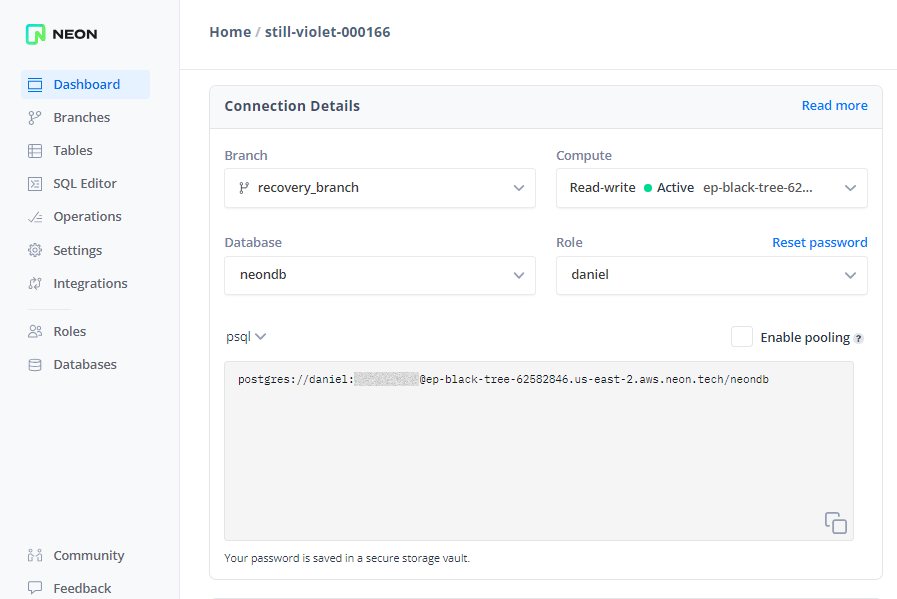 NEON
Home / still-violet-000166
Dashboard
Branches
Tables
SQL Editor
Operations
Settings
Integrations
Roles
Databases
Community
Feedback
Connection Details
Read more
Branch
Compute
recovery_branch
Read-write Active ep-black-tree-62...
Database
Role
Reset password
neondb
daniel
psql
Enable pooling ?
postgres://daniel:@ep-black-tree-62582846.us-east-2.aws.neon.tech/neondb
Your password is saved in a secure storage vault.